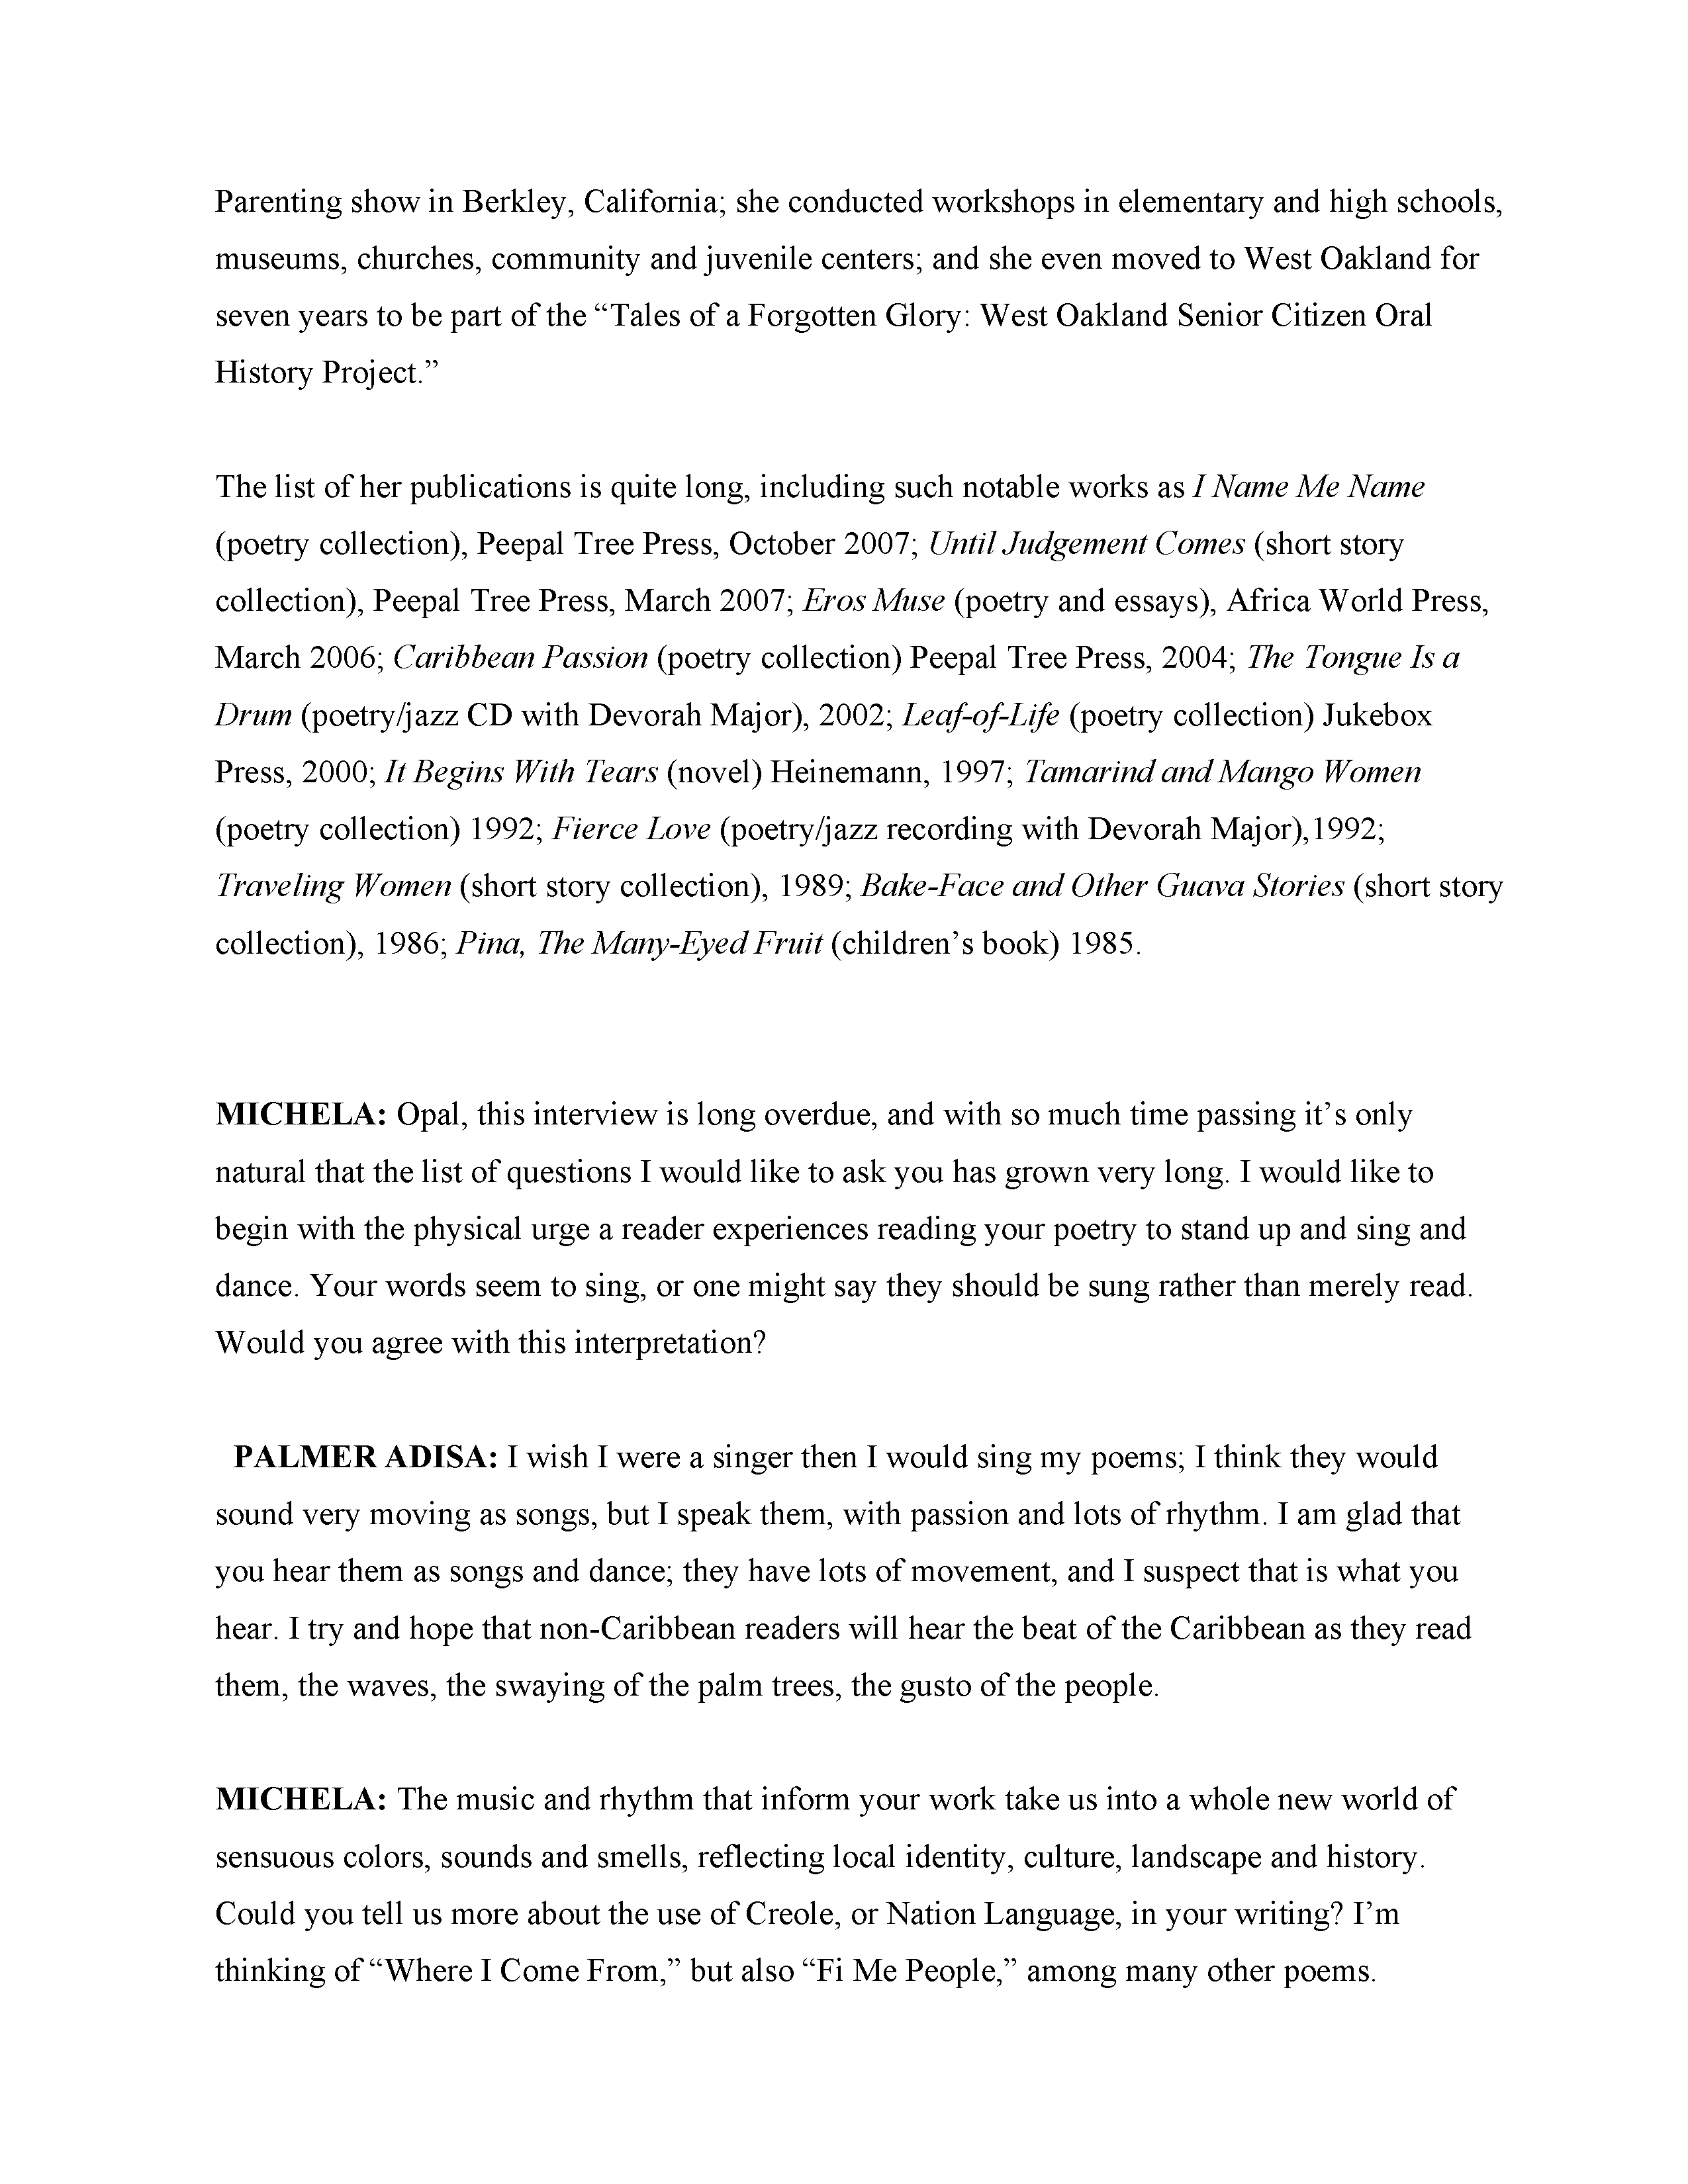 Parenting show in Berkley, California; she conducted workshops in elementary and high schools,
museums, churches, community and juvenile centers; and she even moved to West Oakland for
seven years to be part of the “Tales of a Forgotten Glory: West Oakland Senior Citizen Oral
History Project.”
The list of her publications is quite long, including such notable works as I Name Me Name
(poetry collection), Peepal Tree Press, October 2007; Until Judgement Comes (short story
collection), Peepal Tree Press, March 2007; Eros Muse (poetry and essays), Africa World Press,
March 2006; Caribbean Passion (poetry collection) Peepal Tree Press, 2004; The Tongue Is a
Drum (poetry/jazz CD with Devorah Major), 2002; Leaf-of-Life (poetry collection) Jukebox
Press, 2000; It Begins With Tears (novel) Heinemann, 1997; Tamarind and Mango Women
(poetry collection) 1992; Fierce Love (poetry/jazz recording with Devorah Major),1992;
Traveling Women (short story collection), 1989; Bake-Face and Other Guava Stories (short story
collection), 1986; Pina, The Many-Eyed Fruit (children’s book) 1985.
MICHELA: Opal, this interview is long overdue, and with so much time passing it’s only
natural that the list of questions I would like to ask you has grown very long. I would like to
begin with the physical urge a reader experiences reading your poetry to stand up and sing and
dance. Your words seem to sing, or one might say they should be sung rather than merely read.
Would you agree with this interpretation?
PALMER ADISA: I wish I were a singer then I would sing my poems; I think they would
sound very moving as songs, but I speak them, with passion and lots of rhythm. I am glad that
you hear them as songs and dance; they have lots of movement, and I suspect that is what you
hear. I try and hope that non-Caribbean readers will hear the beat of the Caribbean as they read
them, the waves, the swaying of the palm trees, the gusto of the people.
MICHELA: The music and rhythm that inform your work take us into a whole new world of
sensuous colors, sounds and smells, reflecting local identity, culture, landscape and history.
Could you tell us more about the use of Creole, or Nation Language, in your writing? I’m
thinking of “Where I Come From,” but also “Fi Me People,” among many other poems.